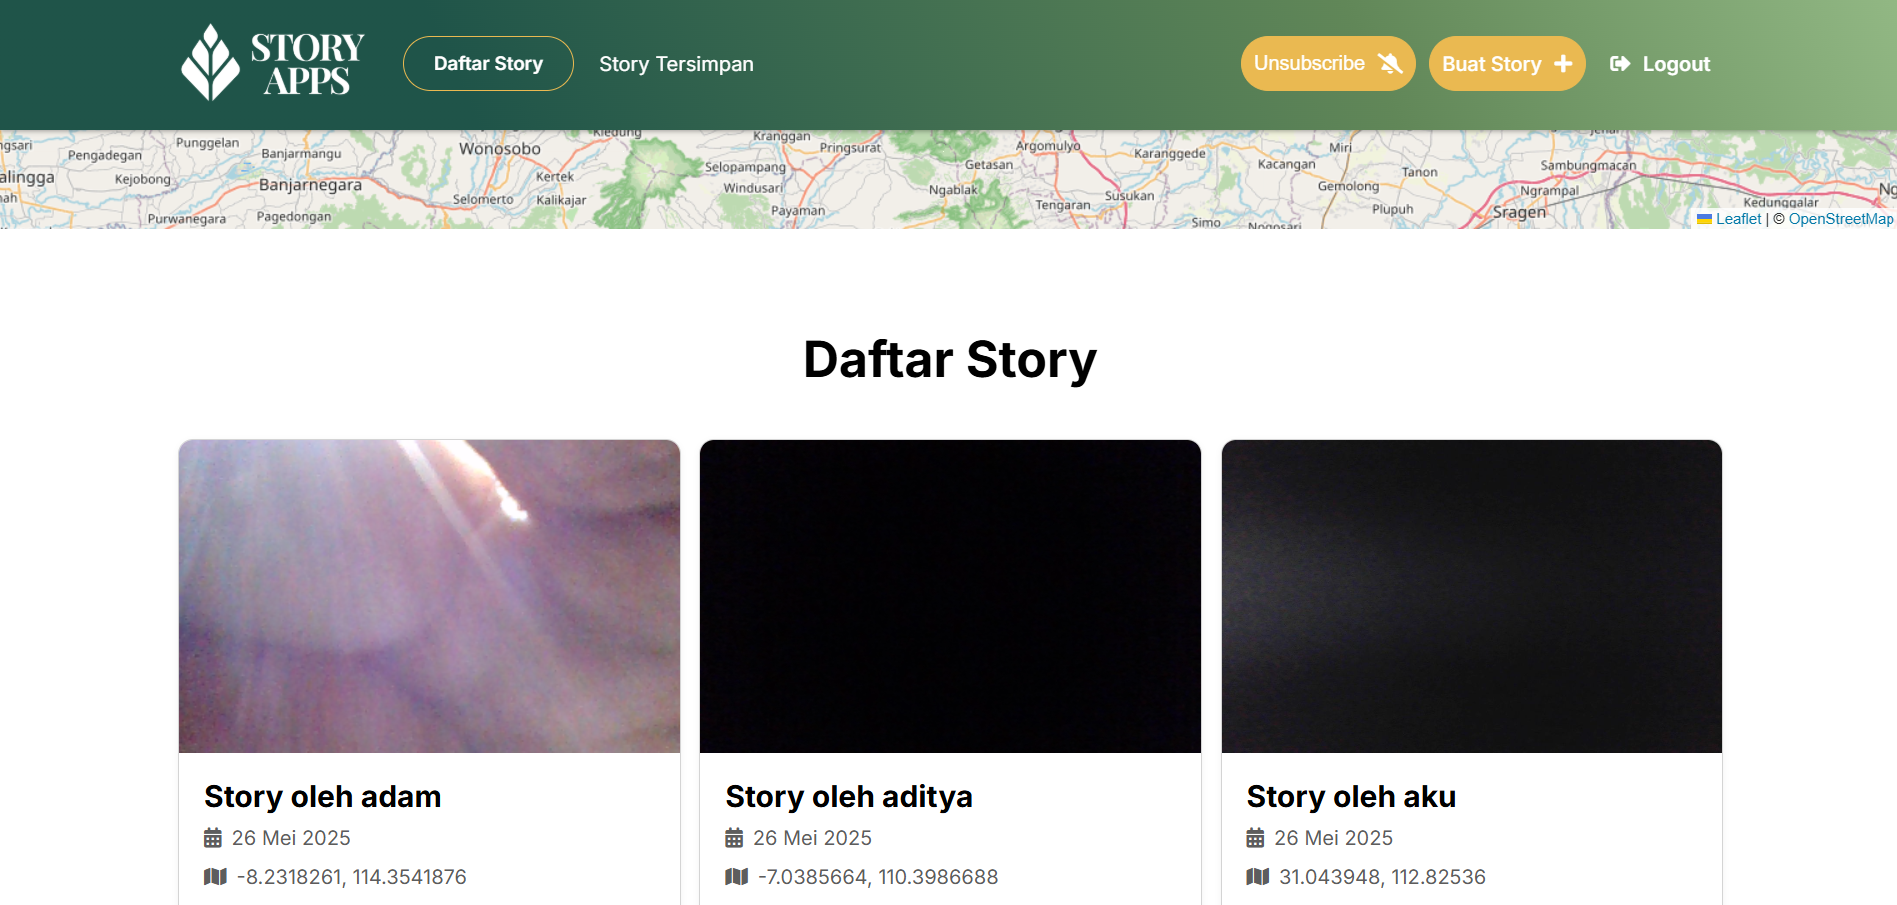 STORY
APPS
Daftar Story
Story Tersimpan
Unsubscribe
Buat Story
Logout
Kledung
Kranggan
Argomulyo
Miri
Punggelan
Wonosobo
Pringsurat
Karanggede
Pengadegan
Banjarmangu
Selopampang
Getasan
Kacangan
Sambungmacan
alingga
Kejobong
Banjarnegara
Kertek
Windusari
Ngablak
Susukan
Gemolong
Tanon
Ngrampal
Selomerto
Kalikajar
Tengaran
Kedunggalar
Purwanegara
Pagedongan
Payaman
Simo
Nogosari
Plupuh
Sragen
Leaflet | © OpenStreetMap
Daftar Story
Story oleh adam
26 Mei 2025
-8.2318261, 114.3541876
Story oleh aditya
26 Mei 2025
-7.0385664, 110.3986688
Story oleh aku
26 Mei 2025
31.043948, 112.82536